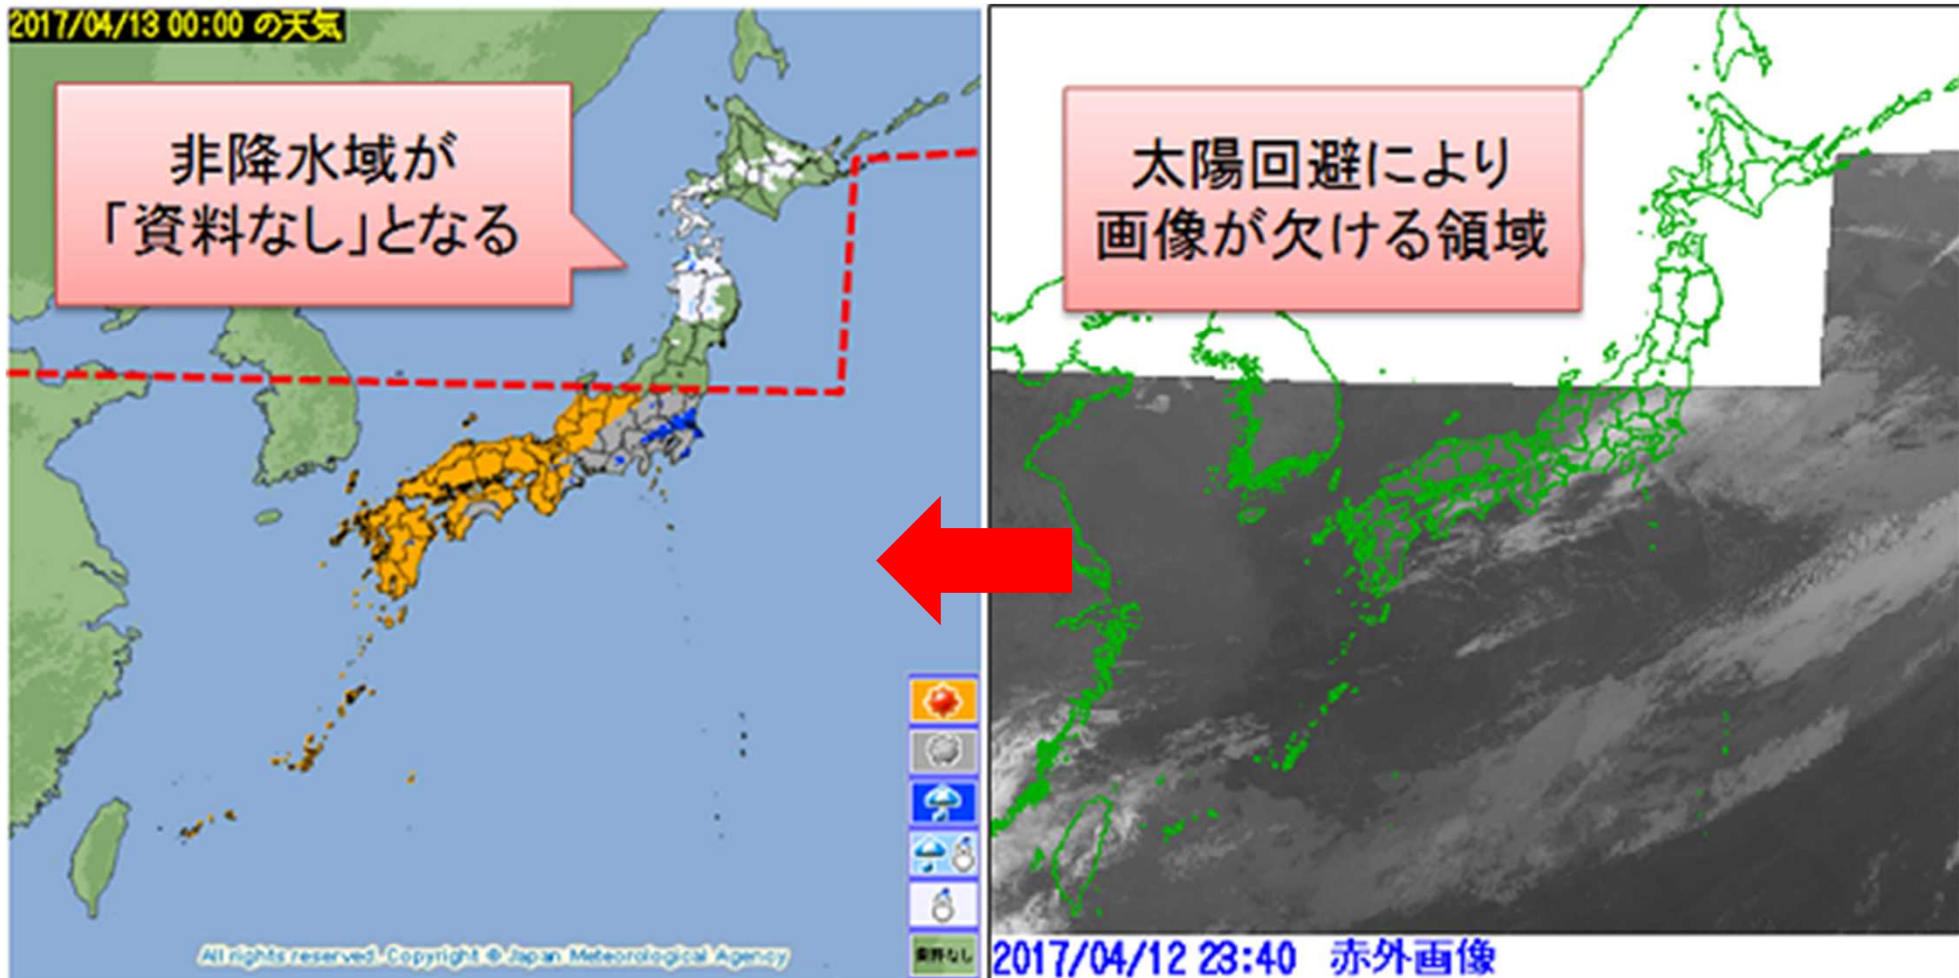 2017/04/13 00:00 の天気
非降水域が
「資料なし」となる
太陽回避により
画像が欠ける領域
資料なし
All rights reserved. Copyright © Japan Meteorological Agency
2017/04/12 23:40 赤外画像